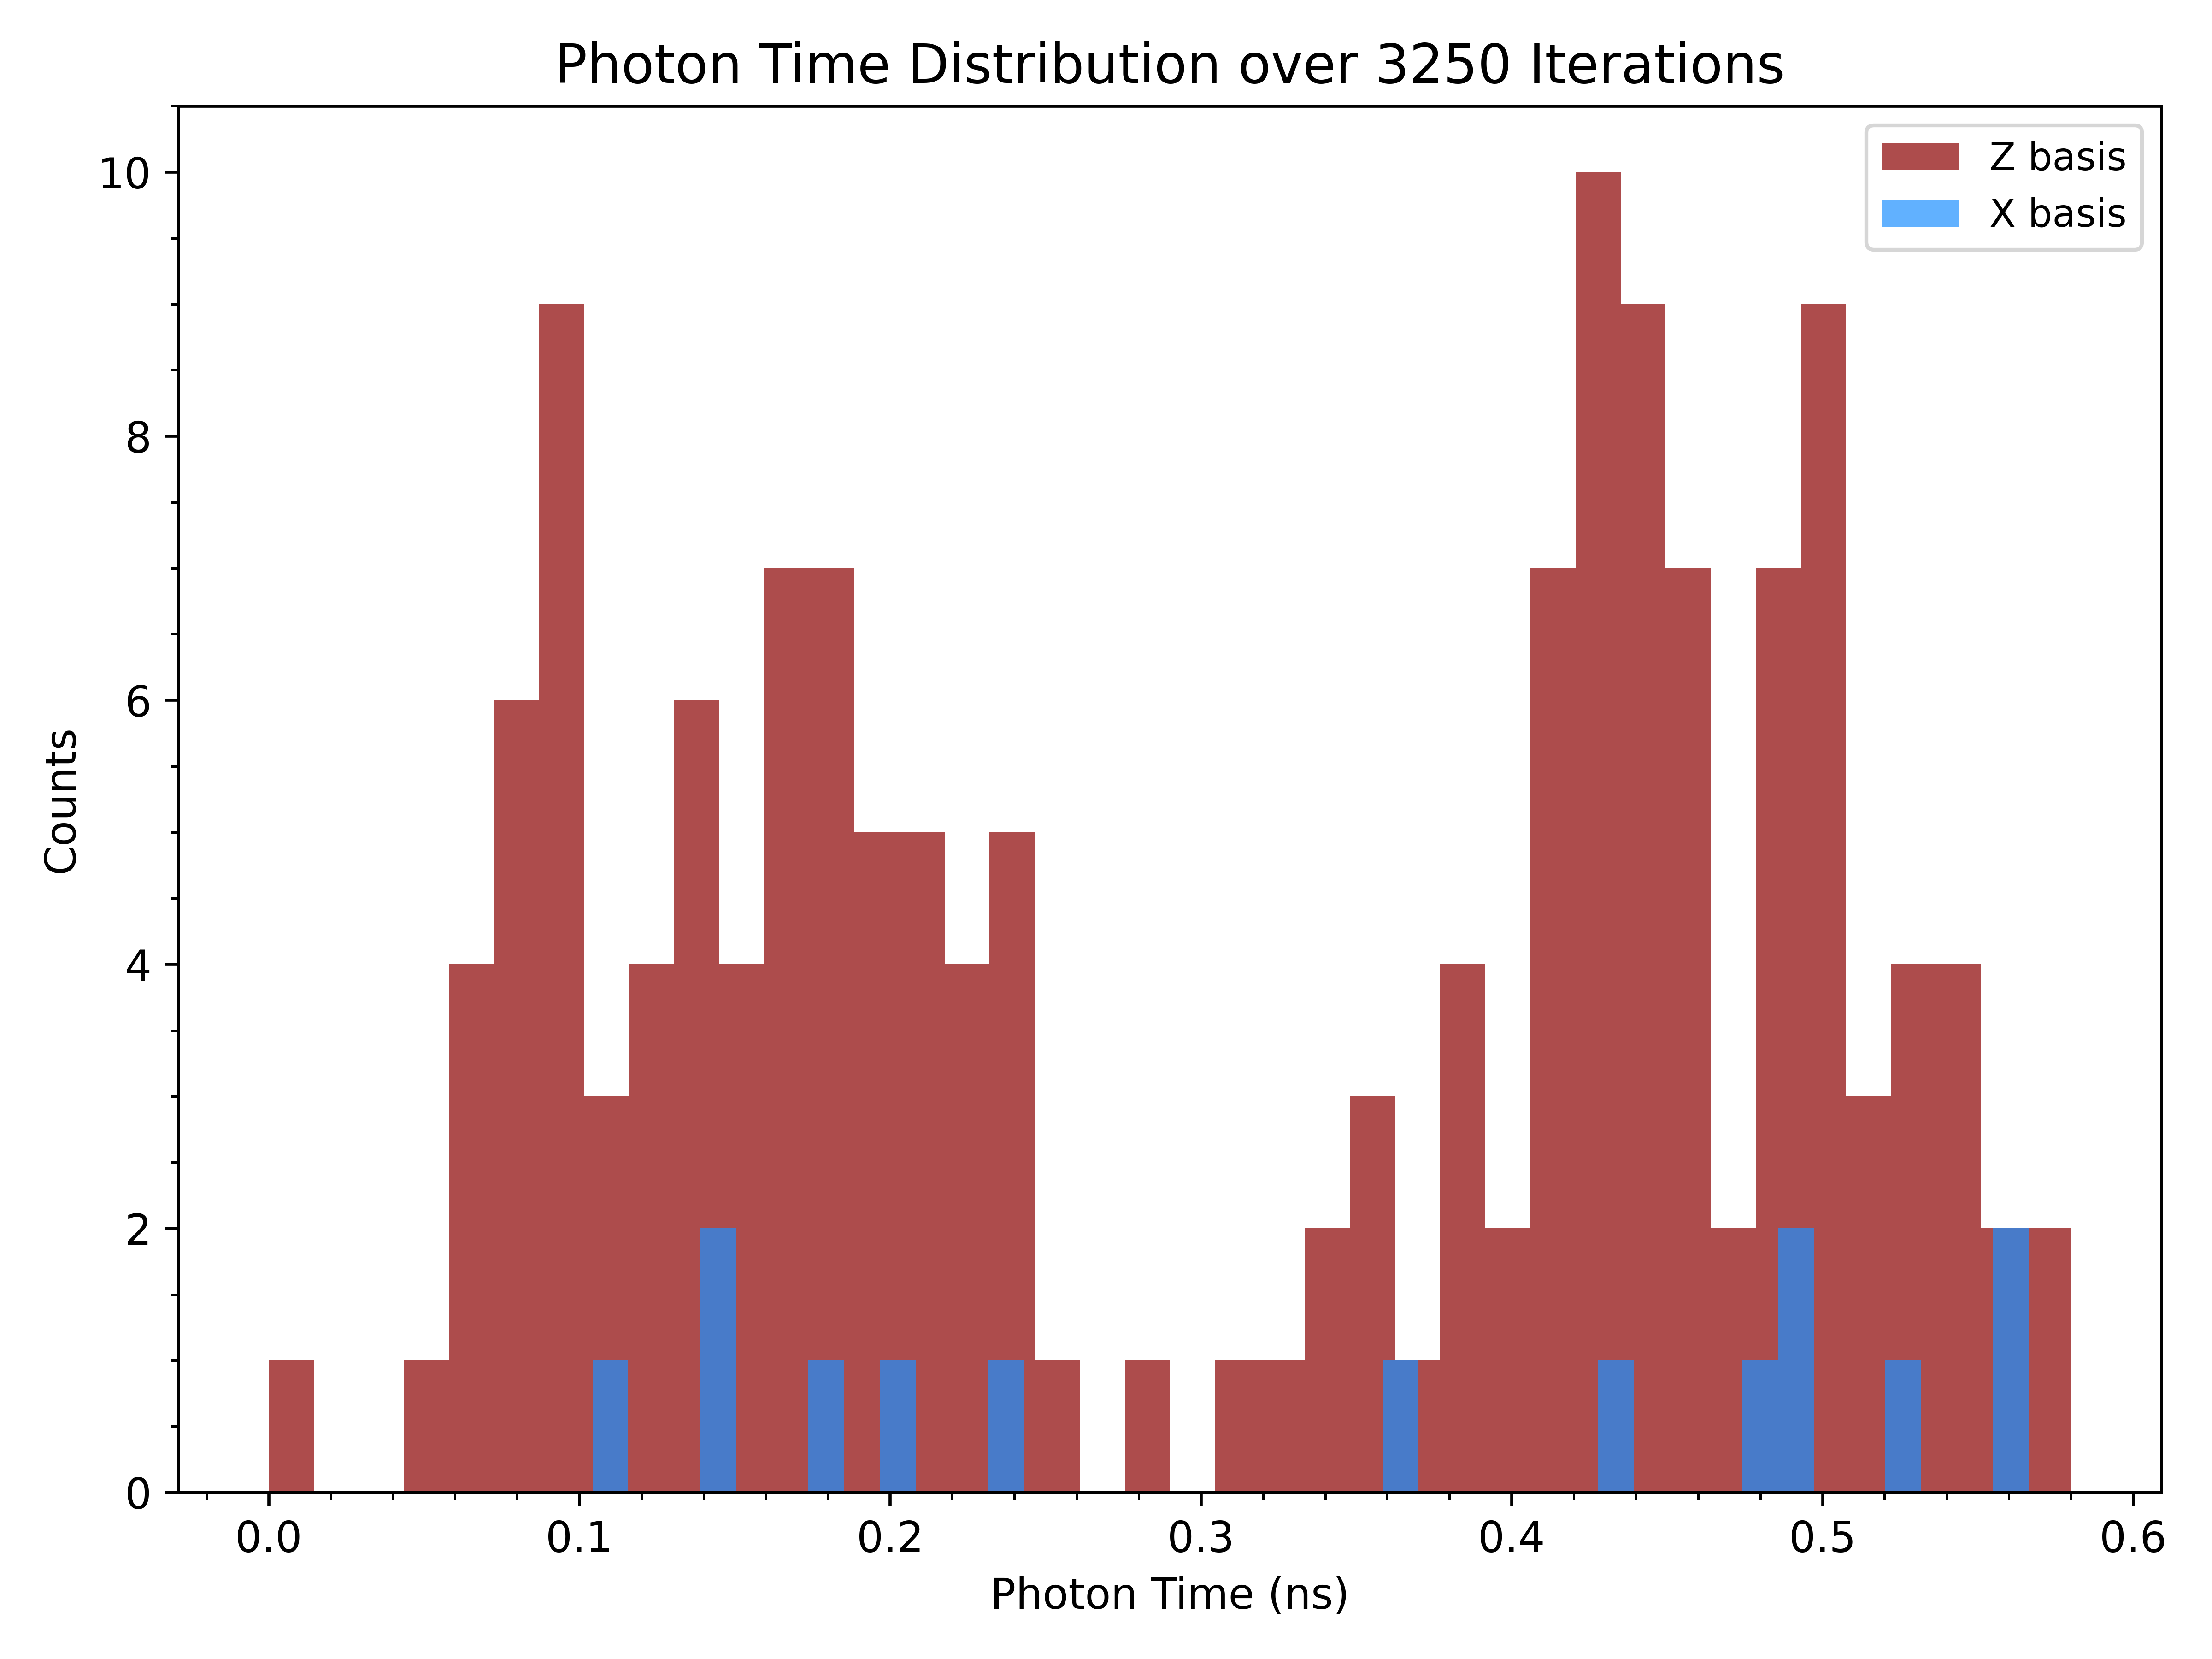 Photon Time Distribution over 3250 Iterations
Z basis
X basis
10
8
6
4
2
0
Counts
0.0 0.1 0.2 0.3 0.4 0.5 0.6
Photon Time (ns)